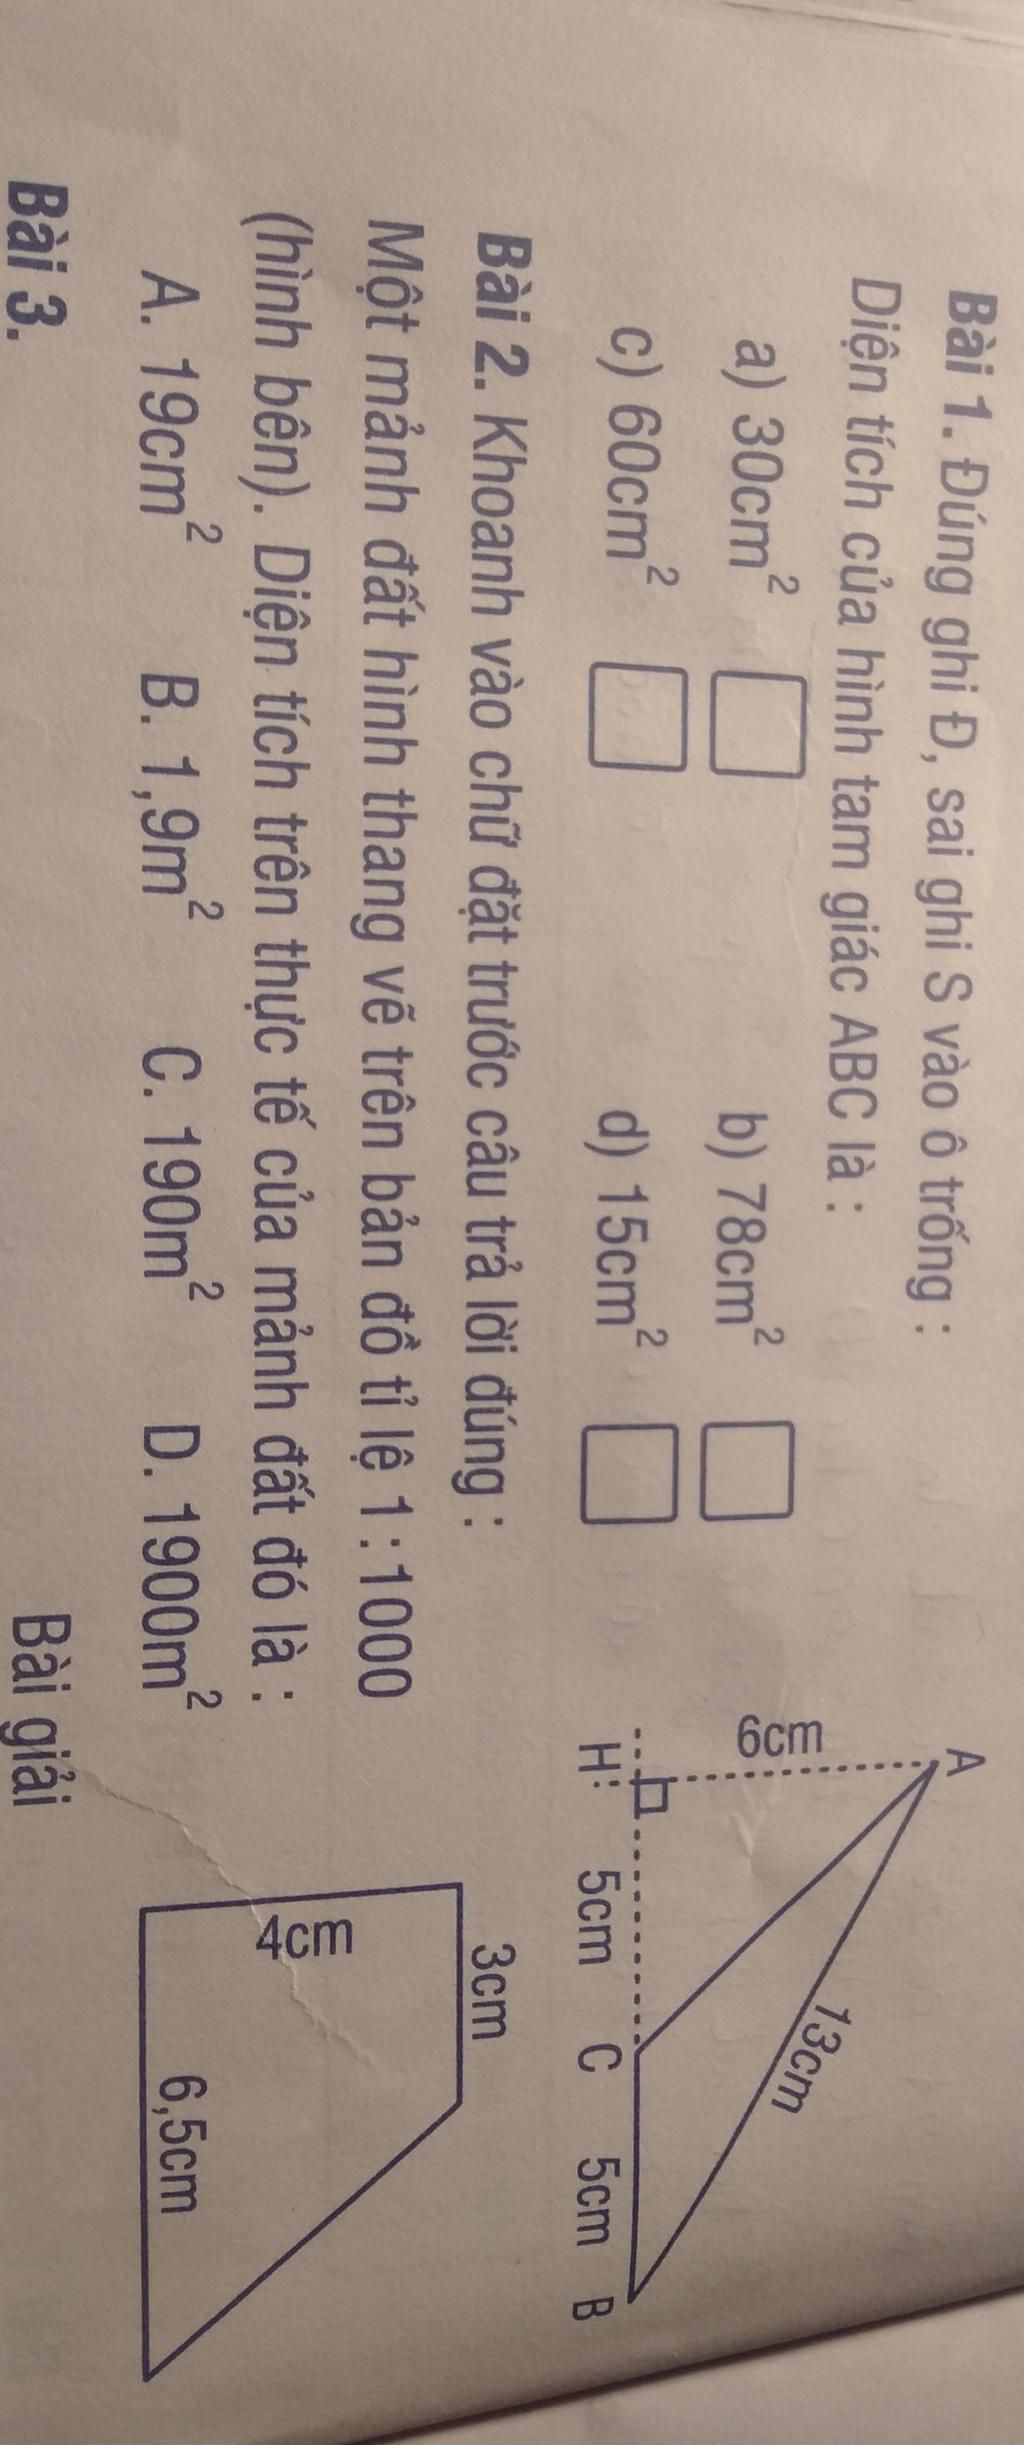 Bài 1. Đúng ghi Đ, sai ghi S vào ô trống :
Diện tích của hình tam giác ABC là :
a) 30cm² b) 78cm²
c) 60cm² d) 15cm²
A
6cm
13cm
H
5cm
C
5cm
B
Bài 2. Khoanh vào chữ đặt trước câu trả lời đúng :
Một mảnh đất hình thang vẽ trên bản đồ tỉ lệ 1 : 1000
(hình bên). Diện tích trên thực tế của mảnh đất đó là :
A. 19cm² B. 1,9m² C. 190m² D. 1900m²
3cm
4cm
6,5cm
Bài 3.
Bài giải